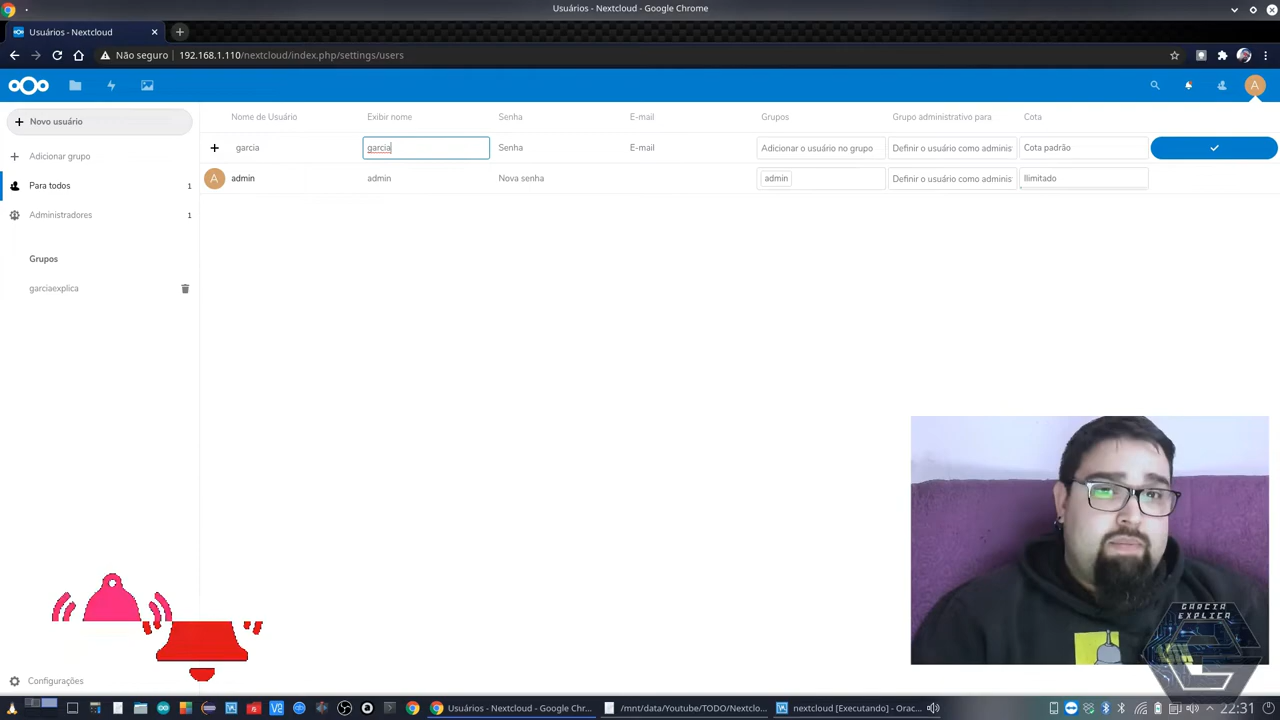 Usuários - Nextcloud - Google Chrome
Usuários - Nextcloud
Não seguro
192.168.1.110/nextcloud/index.php/settings/users
A
Novo usuário
Nome de Usuário
Exibir nome
Senha
E-mail
Grupos
Grupo administrativo para
Cota
garcia
garcia
Senha
E-mail
Adicionar o usuário no grupo
Definir o usuário como adminis
Cota padrão
Adicionar grupo
Para todos
1
A
admin
admin
Nova senha
admin
Definir o usuário como adminis
Ilimitado
Administradores
1
Grupos
garciaexplica
Configurações
GARCIA
EXPLICA
Usuários - Nextcloud - Google Chr...
/mnt/data/Youtube/TODO/Nextclo...
nextcloud [Executando] - Orac...
22:31